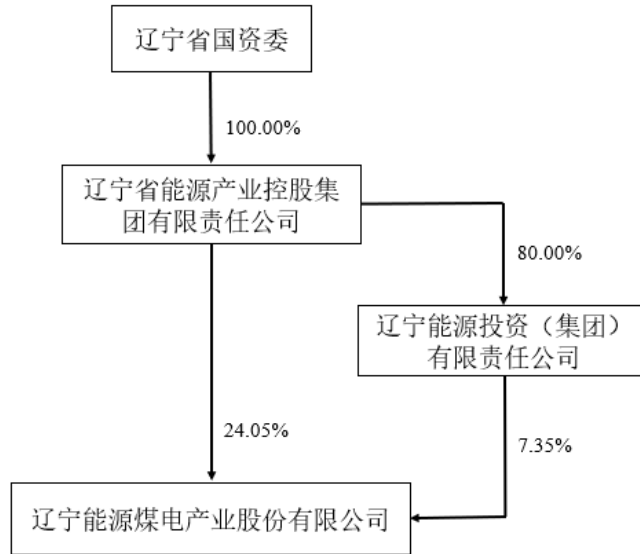 辽宁省国资委
100.00%
辽宁省能源产业控股集
团有限责任公司
80.00%
辽宁能源投资（集团）
有限责任公司
24.05%
7.35%
辽宁能源煤电产业股份有限公司